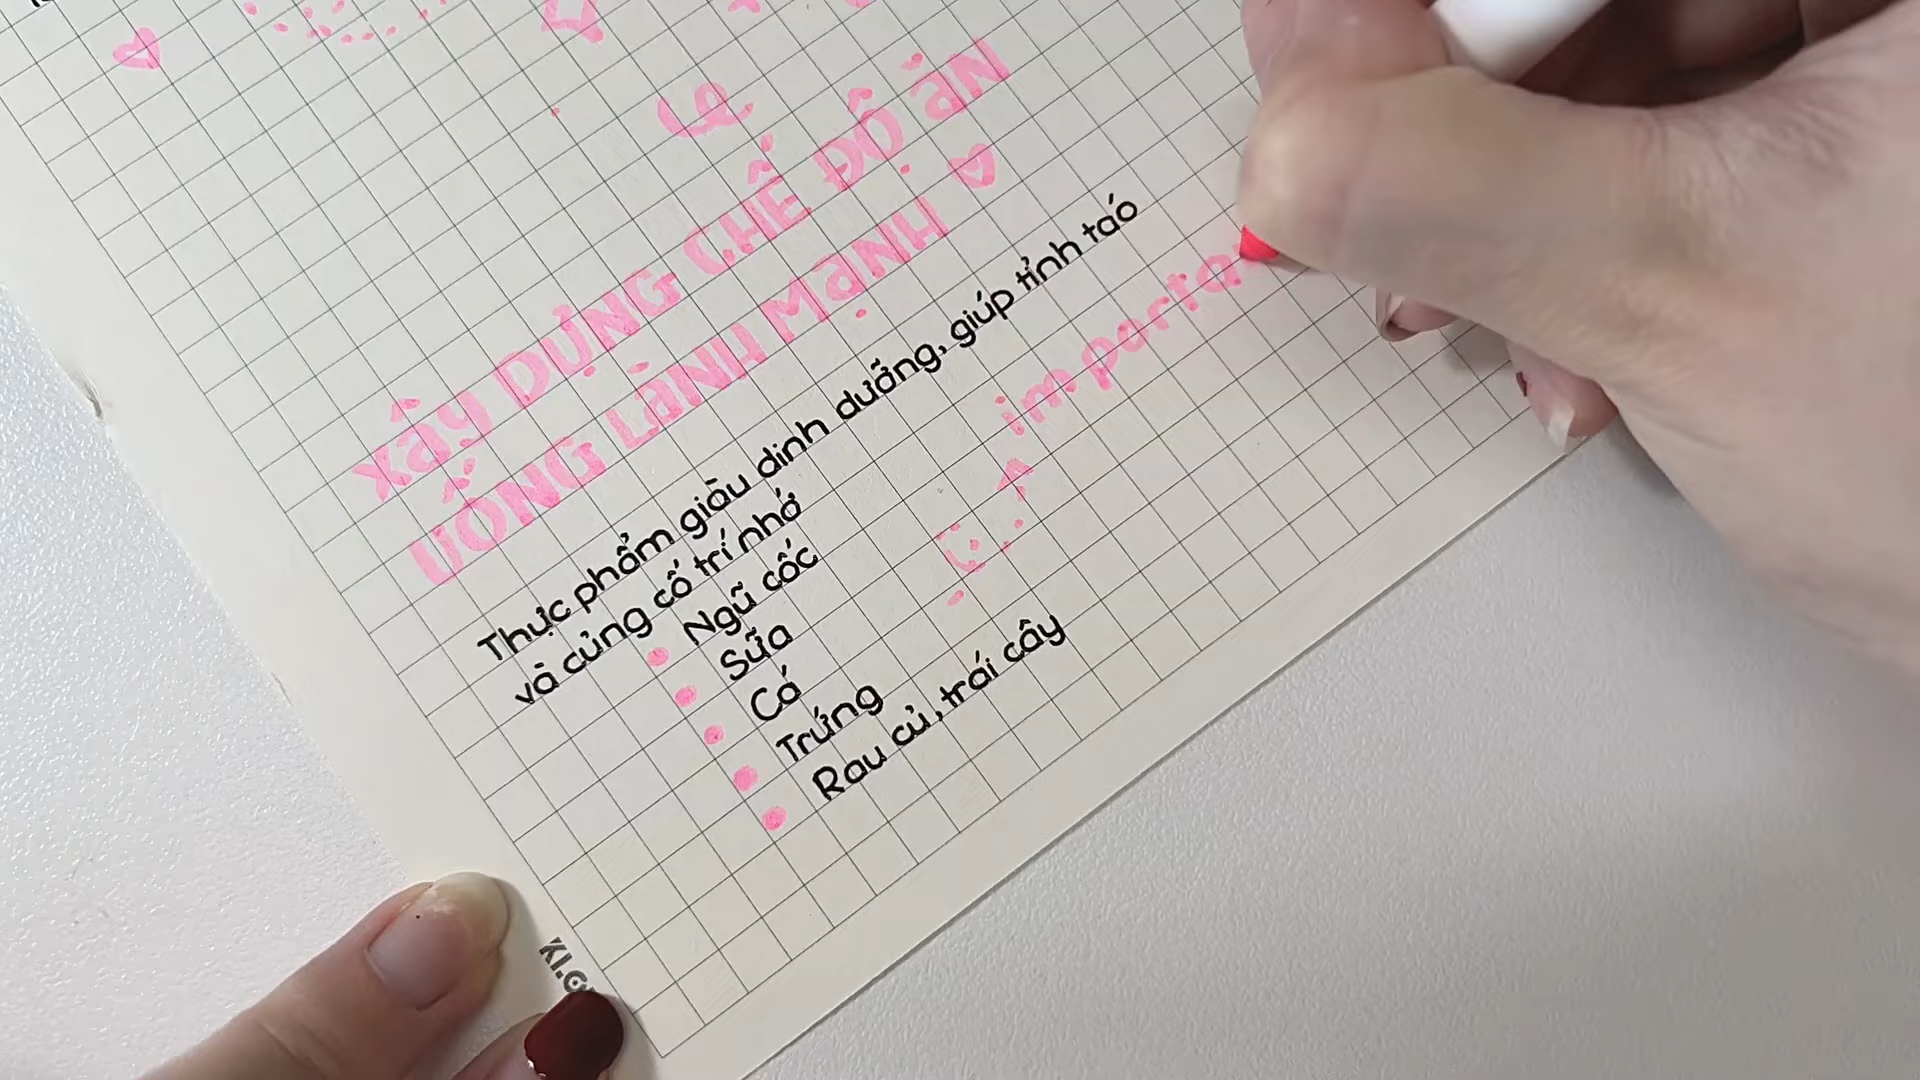 xây DỰNG CHẾ ĐỘ ăN
UỐNG LàNH MạNH
Thực phẩm giàu dinh dưỡng, giúp tỉnh táo
và củng cố trí nhớ
Ngũ cốc
Sữa
Cá
Trứng
Rau củ, trái cây